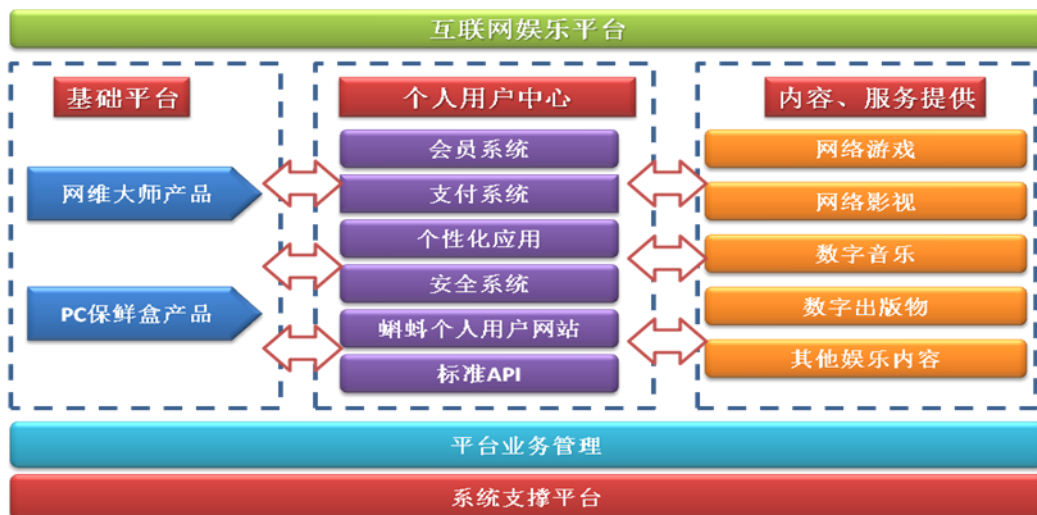 互联网娱乐平台
基础平台
网维大师产品
PC保鲜盒产品
个人用户中心
会员系统
支付系统
个性化应用
安全系统
蝌蚪个人用户网站
标准API
内容、服务提供
网络游戏
网络影视
数字音乐
数字出版物
其他娱乐内容
平台业务管理
系统支撑平台